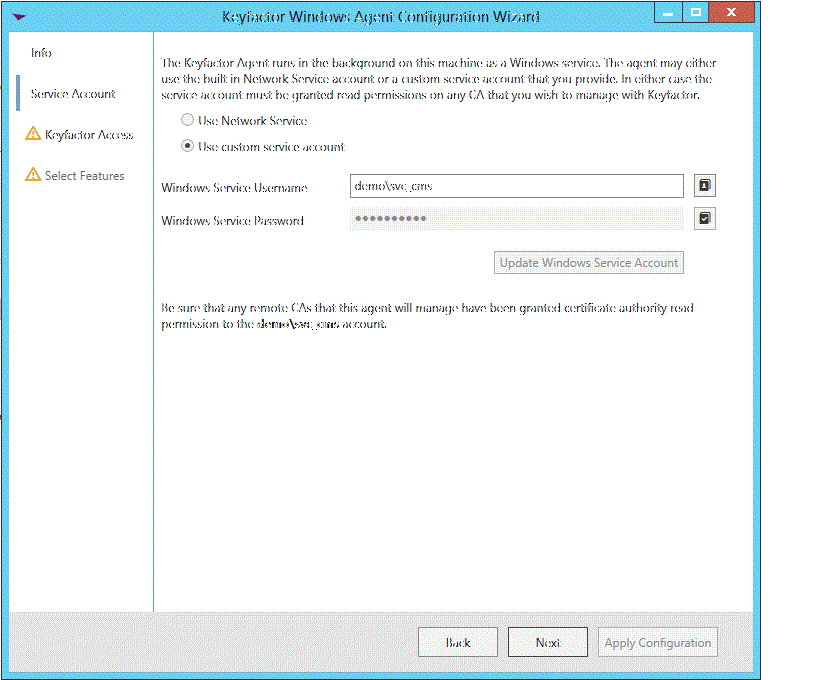 Keyfactor Windows Agent Configuration Wizard
Info
Service Account
Keyfactor Access
Select Features
The Keyfactor Agent runs in the background on this machine as a Windows service. The agent may either
use the built in Network Service account or a custom service account that you provide. In either case the
service account must be granted read permissions on any CA that you wish to manage with Keyfactor.
Use Network Service
Use custom service account
Windows Service Username
demo\svc_cms
Windows Service Password
••••••••••
Update Windows Service Account
Be sure that any remote CAs that this agent will manage have been granted certificate authority read
permission to the demo\svc_cms account.
Back
Next
Apply Configuration